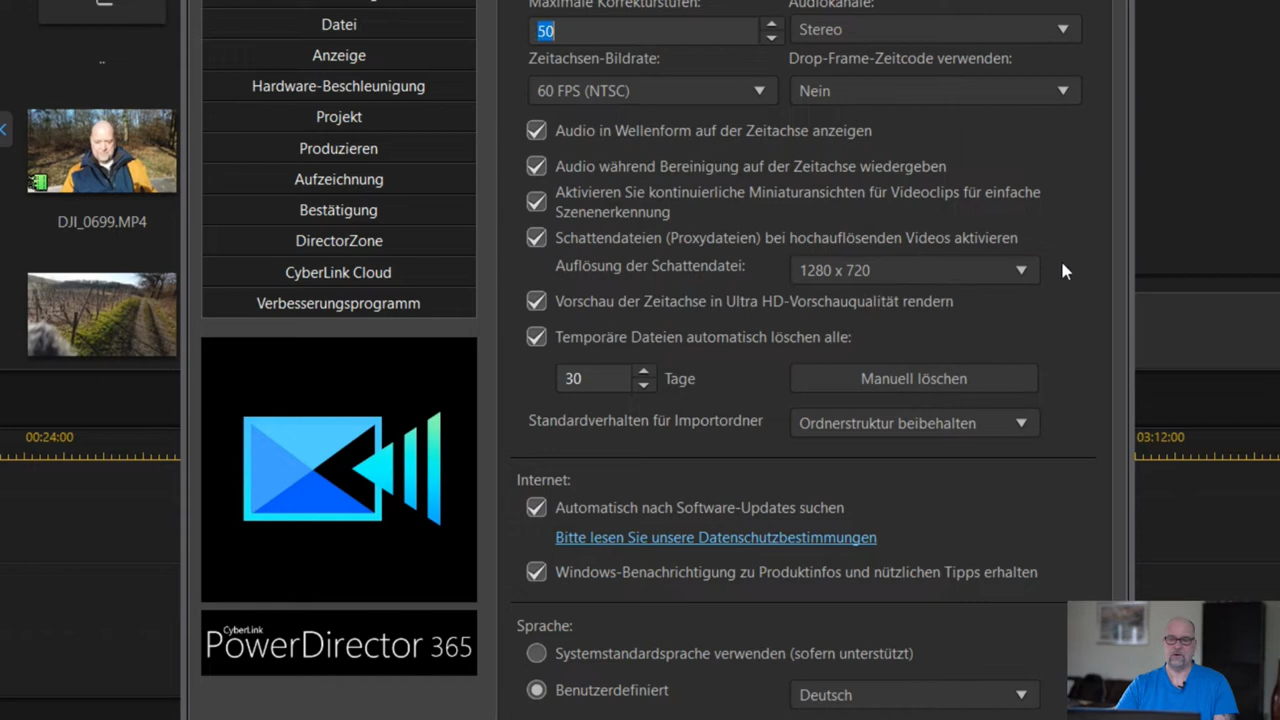 Maximale Korrekturstufen:
Audiokanäle:
Datei
50
Stereo
Anzeige
Zeitachsen-Bildrate:
Drop-Frame-Zeitcode verwenden:
Hardware-Beschleunigung
60 FPS (NTSC)
Nein
Projekt
Audio in Wellenform auf der Zeitachse anzeigen
Produzieren
Audio während Bereinigung auf der Zeitachse wiedergeben
Aufzeichnung
Aktivieren Sie kontinuierliche Miniaturansichten für Videoclips für einfache
Szenenerkennung
Bestätigung
DJI_0699.MP4
DirectorZone
Schattendateien (Proxydateien) bei hochauflösenden Videos aktivieren
CyberLink Cloud
Auflösung der Schattendatei:
1280 x 720
Verbesserungsprogramm
Vorschau der Zeitachse in Ultra HD-Vorschauqualität rendern
Temporäre Dateien automatisch löschen alle:
30
Tage
Manuell löschen
Standardverhalten für Importordner
Ordnerstruktur beibehalten
00:24:00
03:12:00
Internet:
Automatisch nach Software-Updates suchen
Bitte lesen Sie unsere Datenschutzbestimmungen
Windows-Benachrichtigung zu Produktinfos und nützlichen Tipps erhalten
Sprache:
CyberLink
PowerDirector 365
Systemstandardsprache verwenden (sofern unterstützt)
Benutzerdefiniert
Deutsch